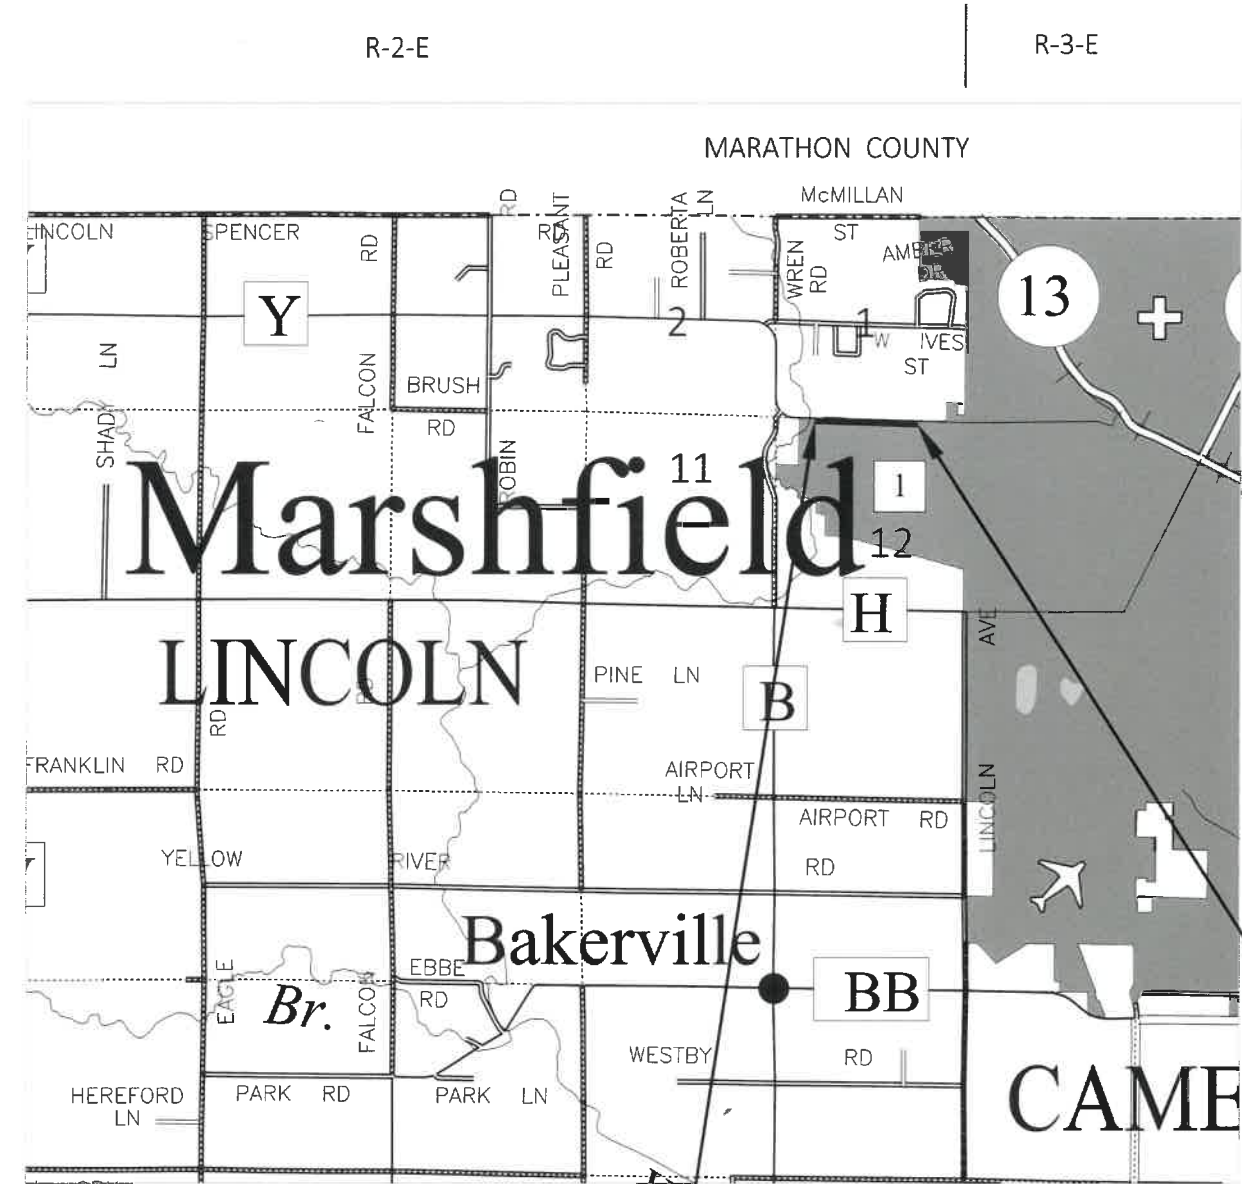 R-2-E
R-3-E
MARATHON COUNTY
McMILLAN
ST
LINCOLN
SPENCER
RD
RD
RD
PLEASANT
RD
ROBERTA
LN
WREN
RD
AMBER
DR
13
Y
2
1
W IVES
ST
LN
SHADY
FALCON
BRUSH
RD
ROBIN
11
1
12
Marshfield
H
AVE
LINCOLN
RD
RD
PINE LN
B
FRANKLIN RD
AIRPORT
LN
AIRPORT RD
LINCOLN
YELLOW RIVER
RD
Bakerville
EBBE
RD
EAGLE
Br.
FALCON
BB
WESTBY RD
HEREFORD
LN
PARK RD
PARK LN
CAME